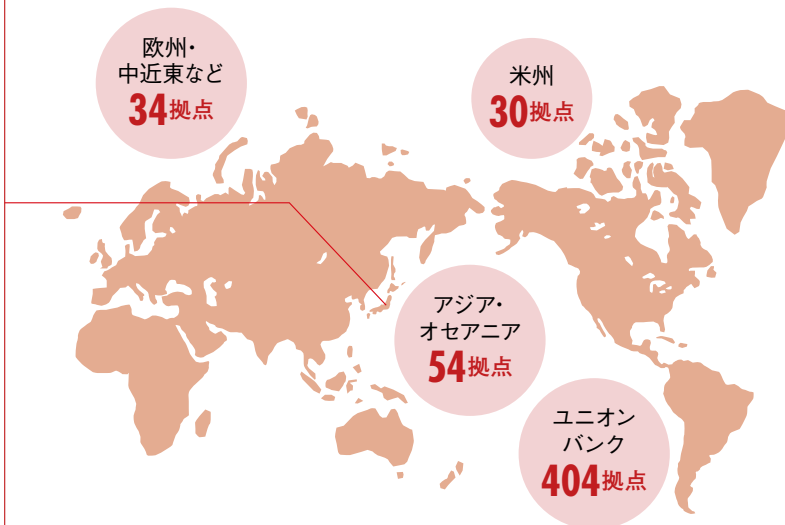 欧州・
中近東など
34拠点
米州
30拠点
アジア・
オセアニア
54拠点
ユニオン
バンク
404拠点